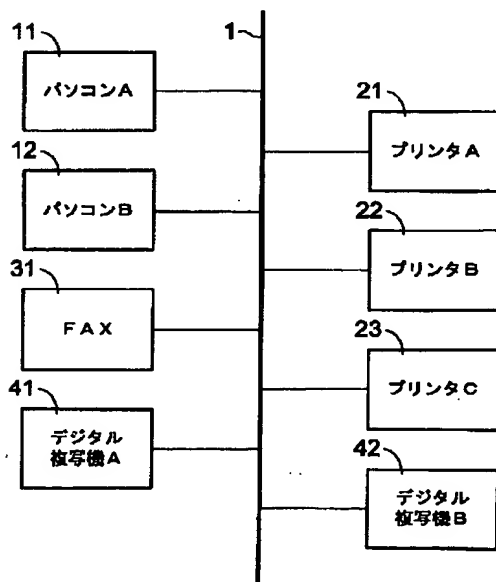 11
パソコンA
12
パソコンB
31
FAX
41
デジタル
複写機A
1
21
プリンタA
22
プリンタB
23
プリンタC
42
デジタル
複写機B